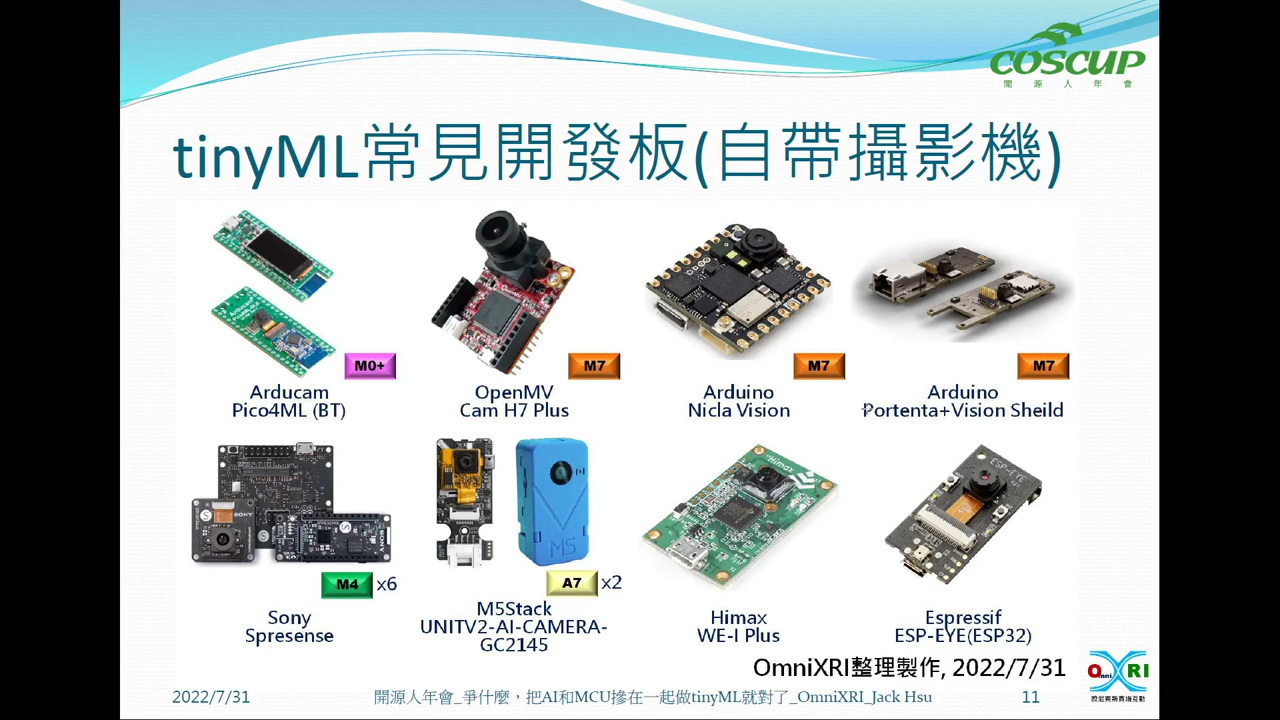 COSCUP
開源人年會
tinyML常見開發板(自帶攝影機)
M0+
Arducam
Pico4ML (BT)
M7
OpenMV
Cam H7 Plus
M7
Arduino
Nicla Vision
M7
Arduino
Portenta+Vision Sheild
M4 x6
Sony
Spresense
M5
A7 x2
M5Stack
UNITV2-AI-CAMERA-
GC2145
Himax
Himax
WE-I Plus
ESP-EYE
Espressif
ESP-EYE(ESP32)
OmniXRI整理製作, 2022/7/31
2022/7/31
開源人年會_爭什麼，把AI和MCU摻在一起做tinyML就對了_OmniXRI_Jack Hsu
11
OmniXRI